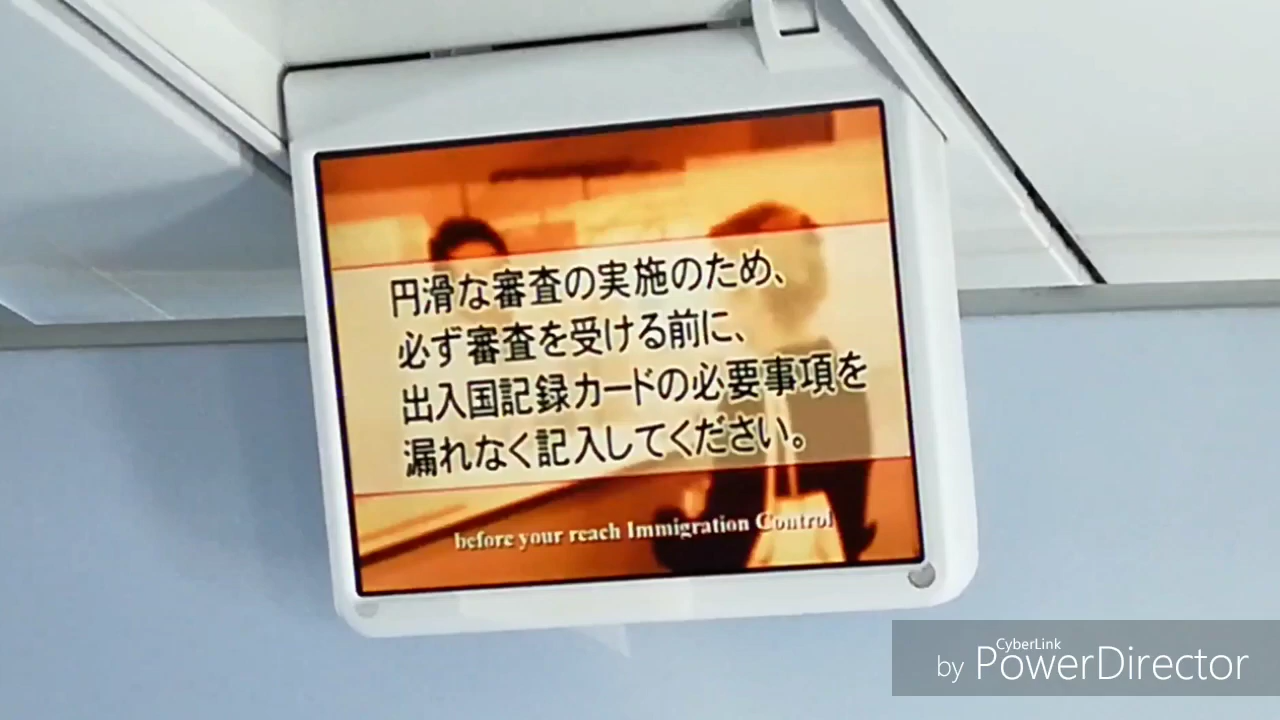 円滑な審査の実施のため、
必ず審査を受ける前に、
出入国記録カードの必要事項を
漏れなく記入してください。
before your reach Immigration Control
CyberLink
by PowerDirector